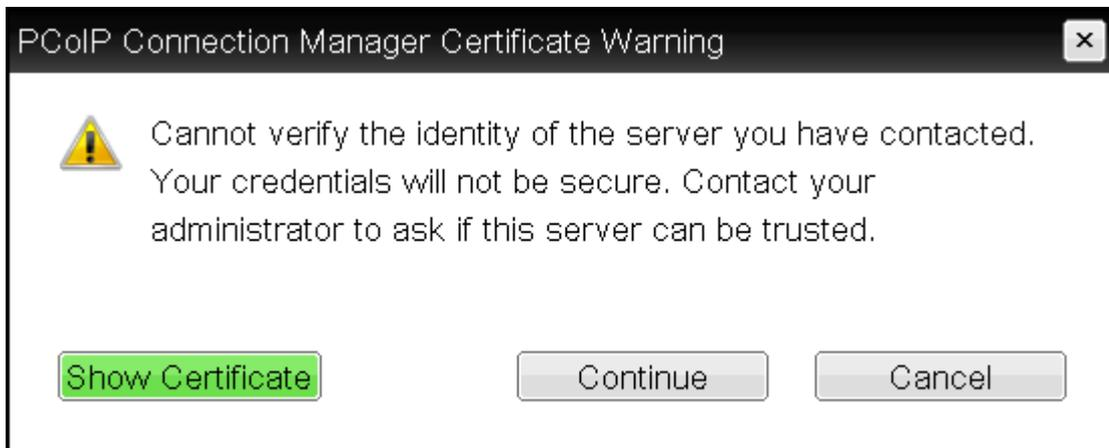 PCoIP Connection Manager Certificate Warning
Cannot verify the identity of the server you have contacted.
Your credentials will not be secure. Contact your
administrator to ask if this server can be trusted.
Show Certificate
Continue
Cancel